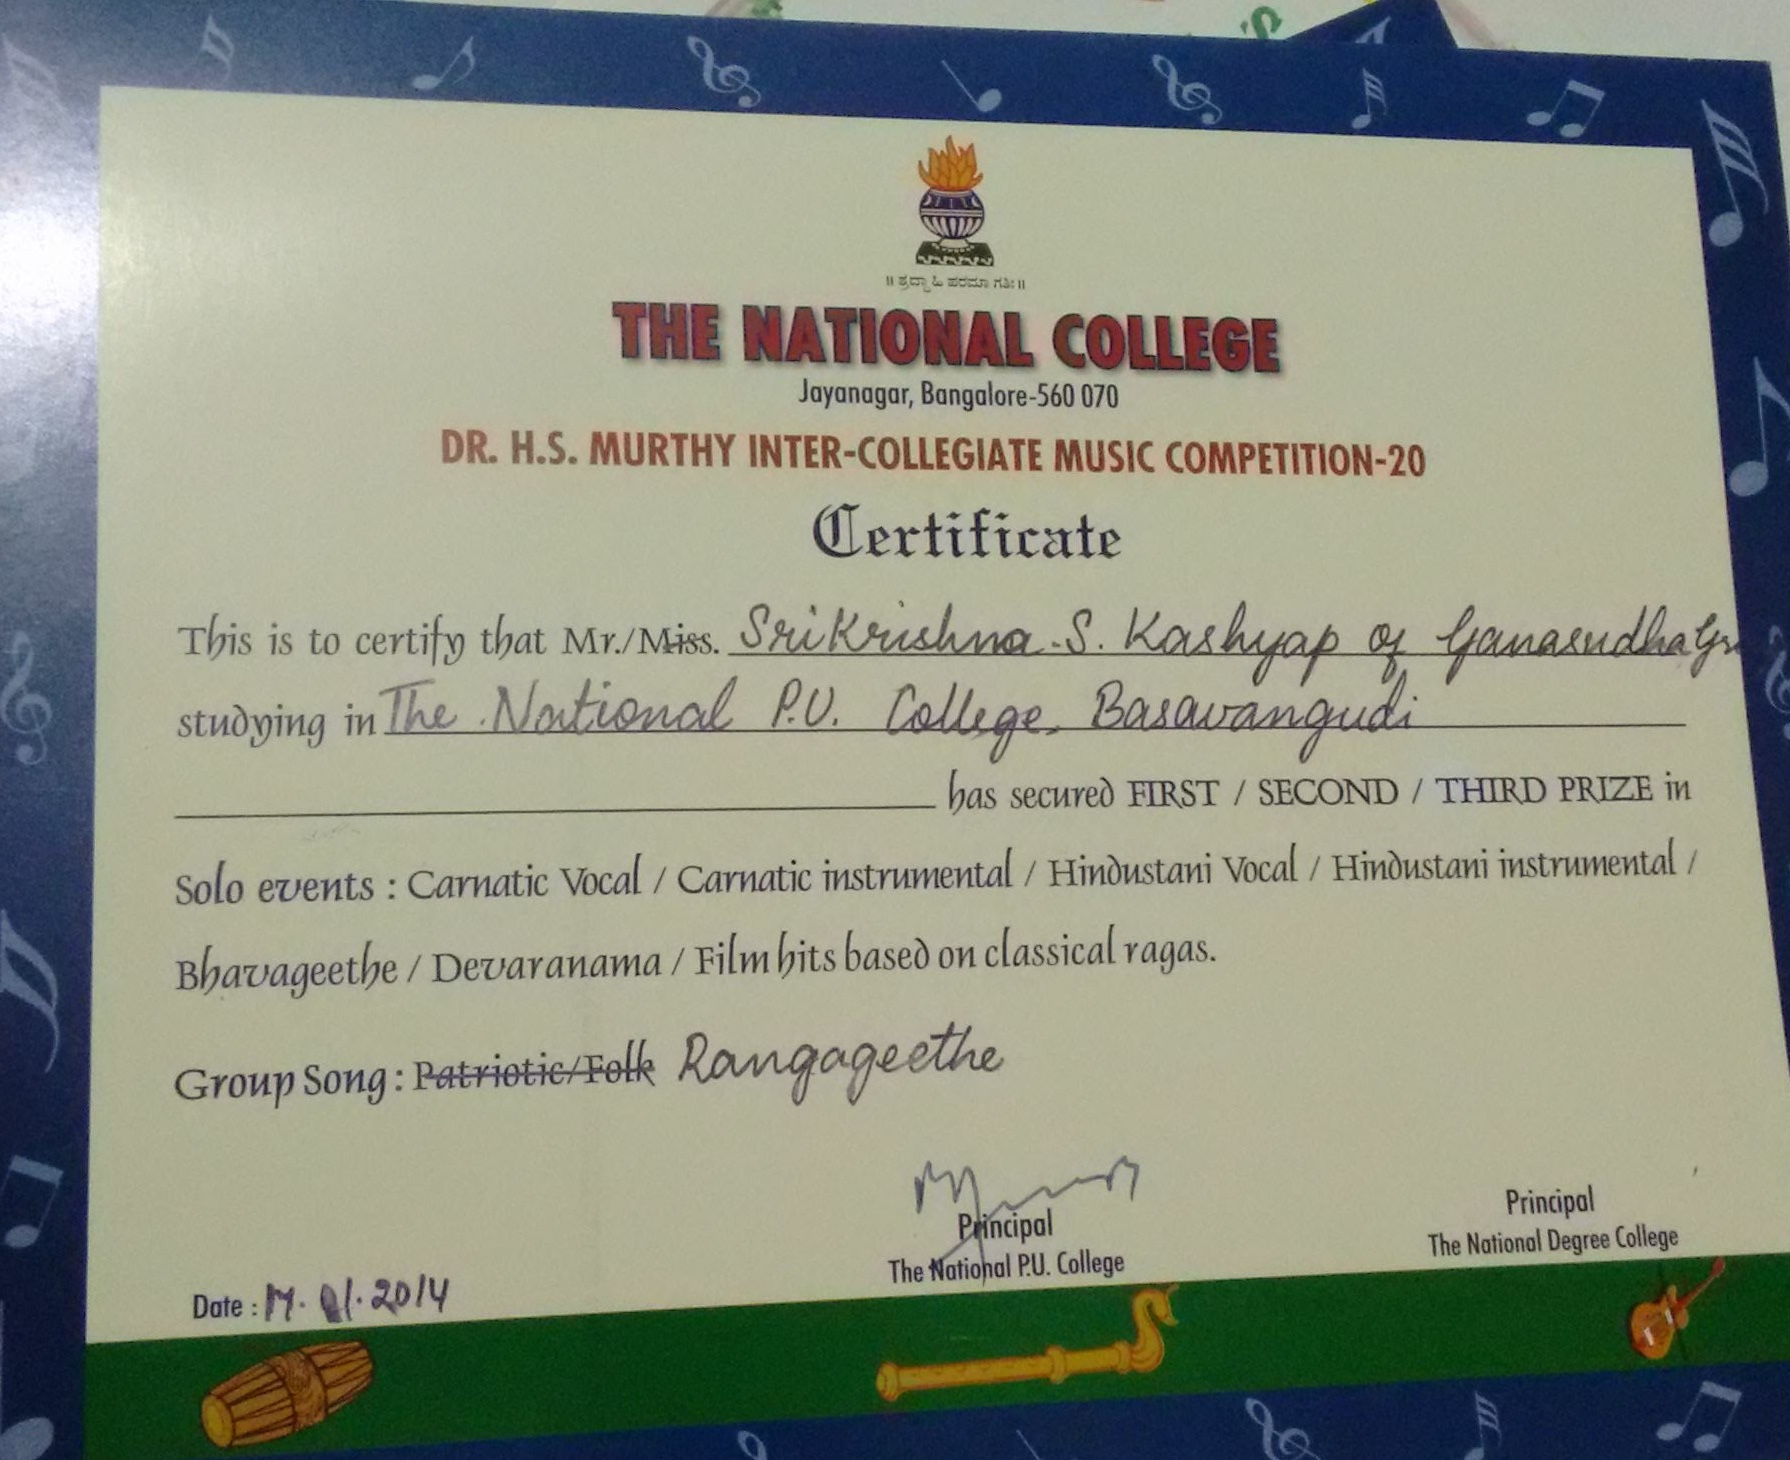 ॥ ಶ್ರದ್ಧಾ ಹಿ ಪರಮಾ ಗತಿಃ ॥
THE NATIONAL COLLEGE
Jayanagar, Bangalore-560 070
DR. H.S. MURTHY INTER-COLLEGIATE MUSIC COMPETITION-20
Certificate
This is to certify that Mr./Miss. Srikrishna.S. Kashyap of Ganasudha
studying in The National P.U. College, Basavangudi
has secured FIRST / SECOND / THIRD PRIZE in
Solo events : Carnatic Vocal / Carnatic instrumental / Hindustani Vocal / Hindustani instrumental /
Bhavageethe / Devaranama / Film hits based on classical ragas.
Group Song : Patriotic/Folk Rangageethe
Principal
The National P.U. College
Principal
The National Degree College
Date : 01.2014